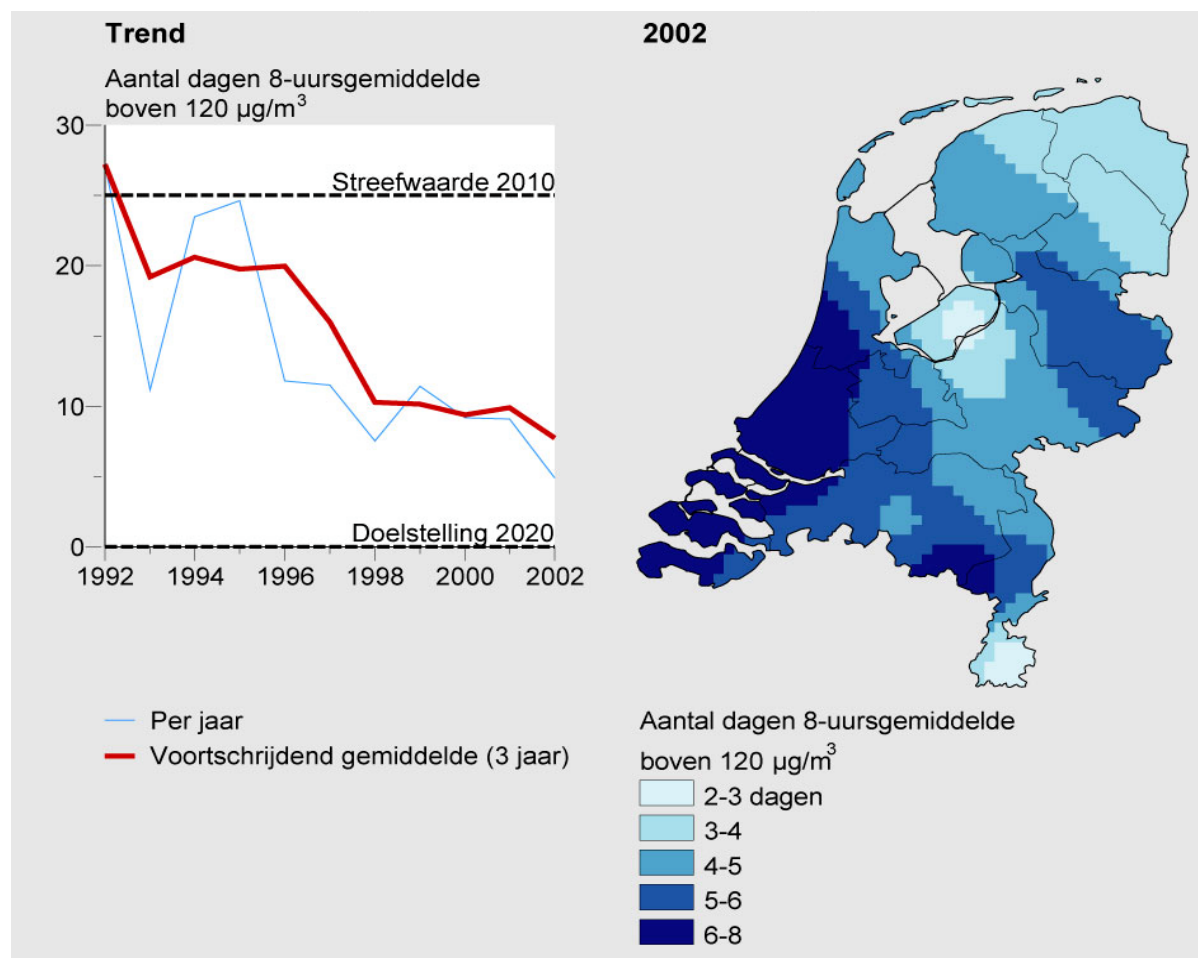 Trend
Aantal dagen 8-uursgemiddelde
boven 120 µg/m³
30
Streefwaarde 2010
20
10
Doelstelling 2020
0
1992 1994 1996 1998 2000 2002
Per jaar
Voortschrijdend gemiddelde (3 jaar)
2002
Aantal dagen 8-uursgemiddelde
boven 120 µg/m³
2-3 dagen
3-4
4-5
5-6
6-8